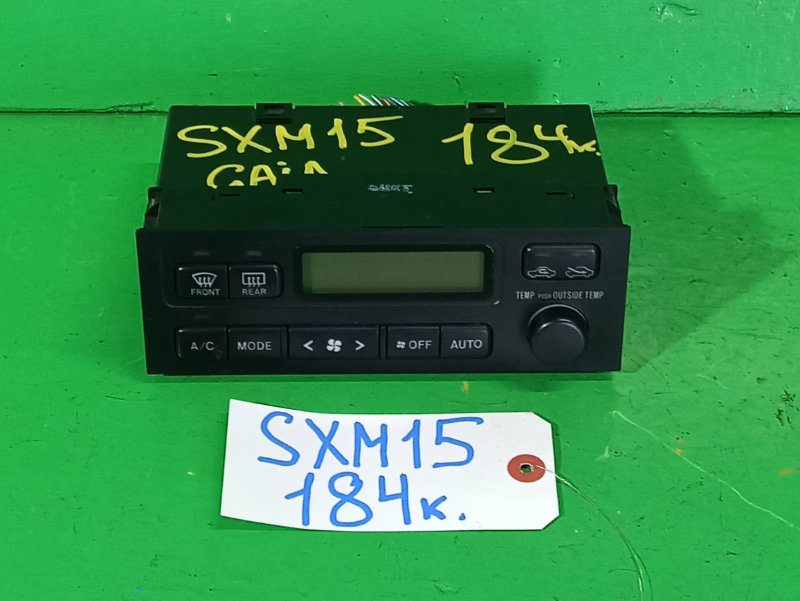 SXM15 184к.
GAiA
FRONT REAR
TEMP PUSH OUTSIDE TEMP
A/C MODE < > OFF AUTO
SXM15
184к.